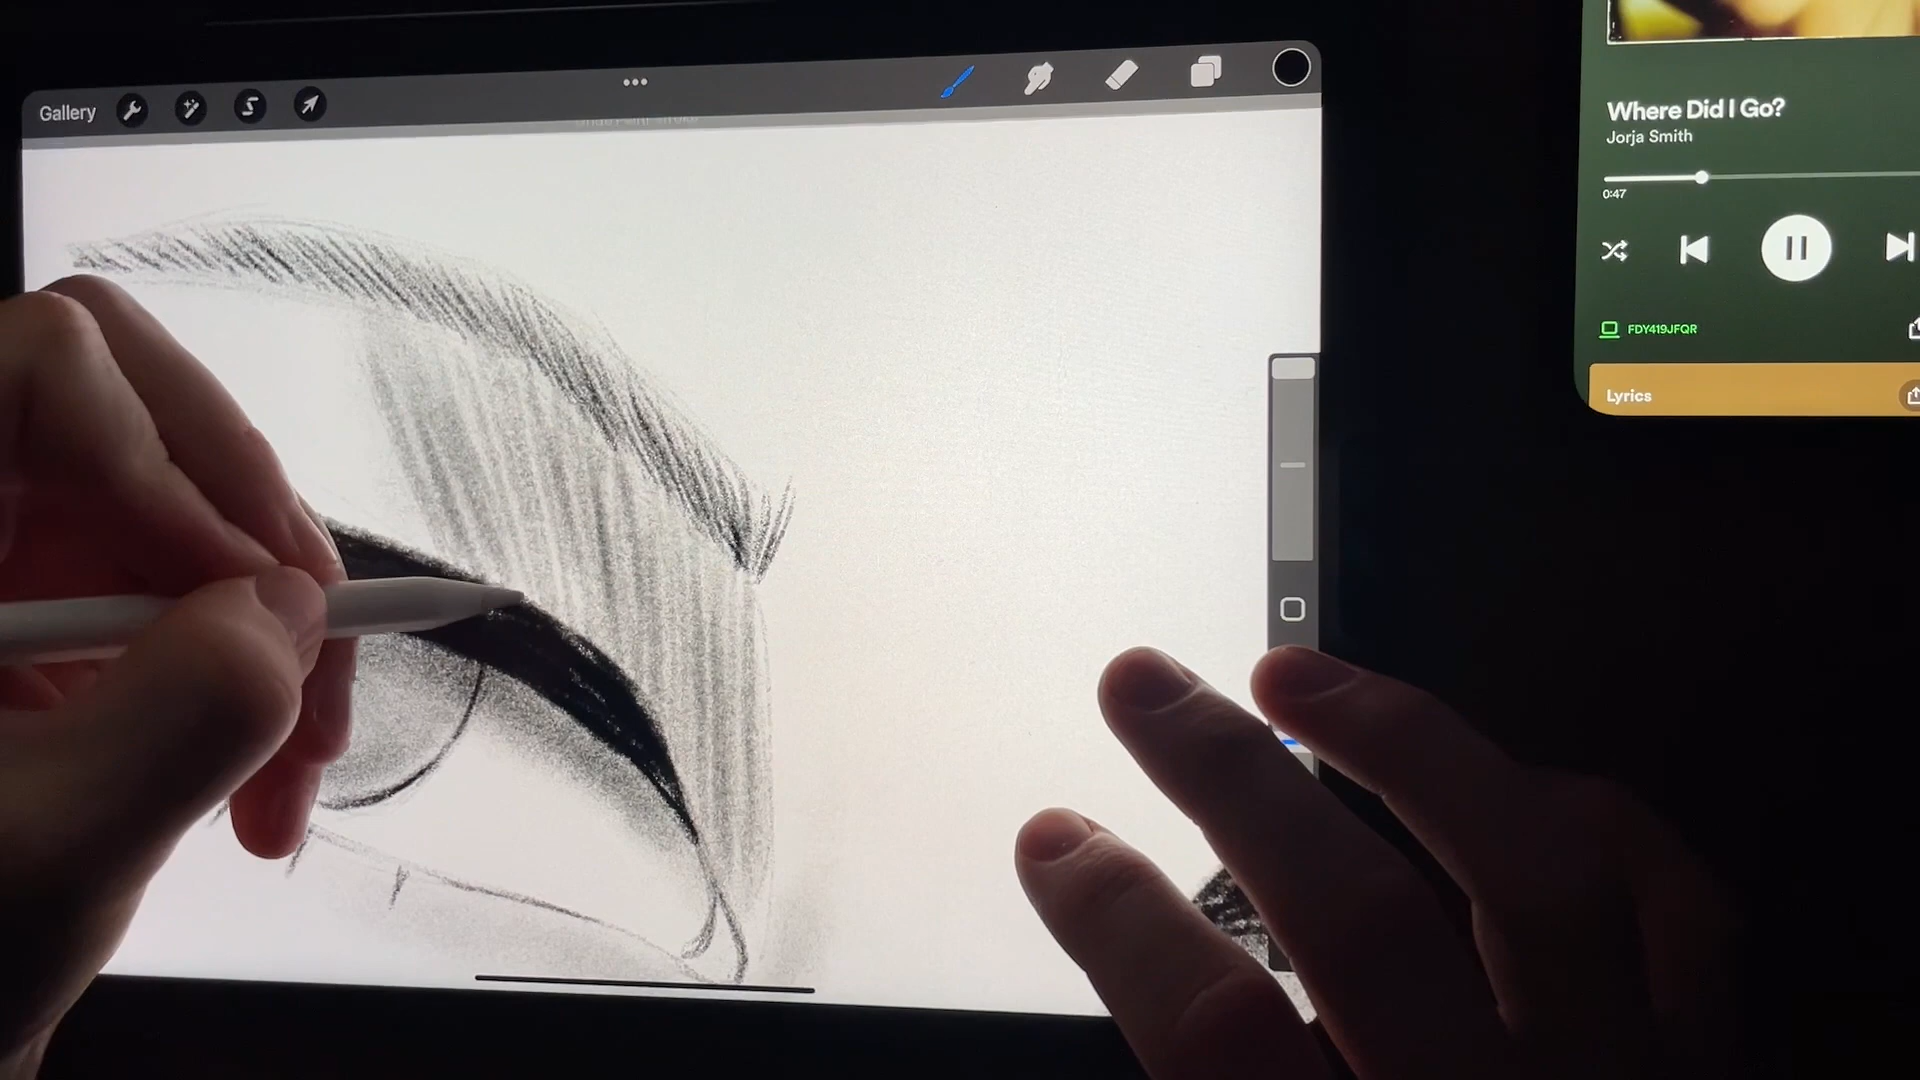 Gallery
Where Did I Go?
Jorja Smith
0:47
FDY419JFQR
Lyrics